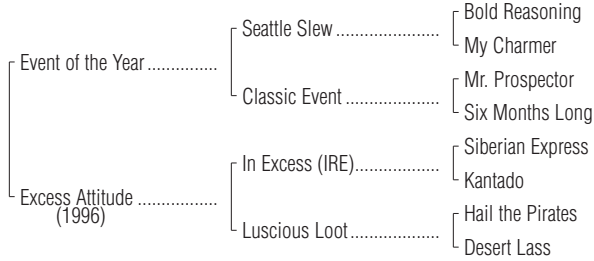 Bold Reasoning
Seattle Slew ....................
My Charmer
Event of the Year ..............
Mr. Prospector
Classic Event ..................
Six Months Long
Siberian Express
In Excess (IRE)................
Kantado
Excess Attitude ................
(1996)
Hail the Pirates
Luscious Loot..................
Desert Lass